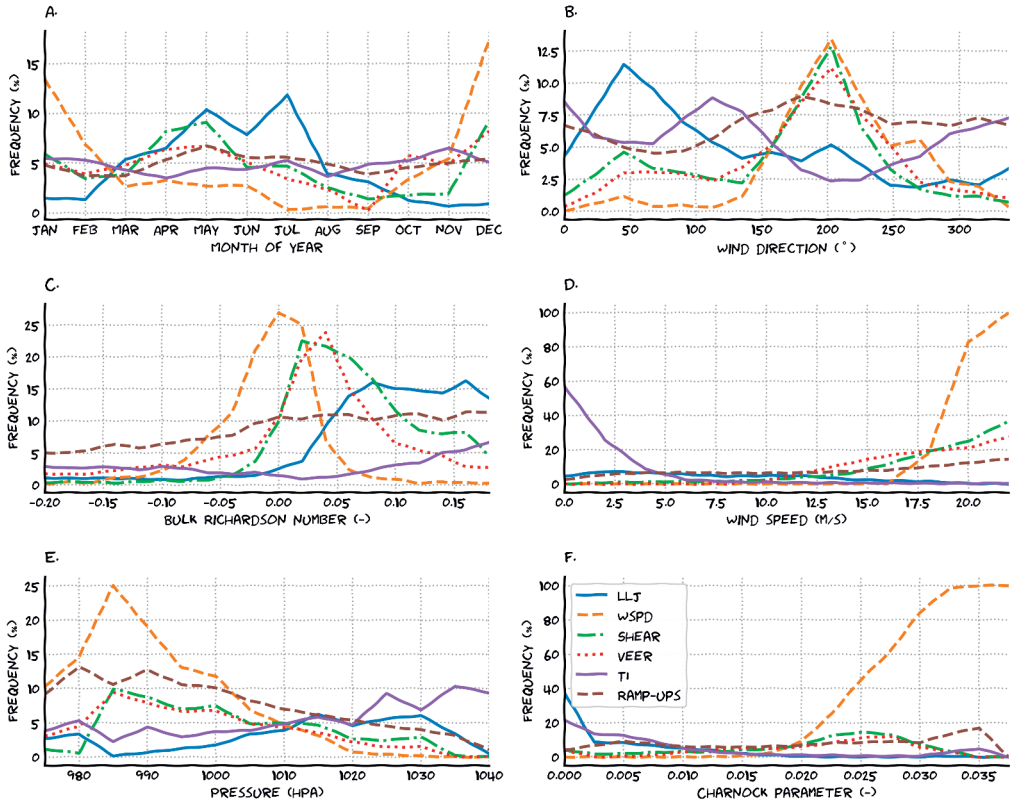 A.
FREQUENCY (%)
15
10
5
0
JAN FEB MAR APR MAY JUN JUL AUG SEP OCT NOV DEC
MONTH OF YEAR
B.
FREQUENCY (%)
12.5
10.0
7.5
5.0
2.5
0.0
0 50 100 150 200 250 300
WIND DIRECTION (°)
C.
FREQUENCY (%)
25
20
15
10
5
0
-0.20 -0.15 -0.10 -0.05 0.00 0.05 0.10 0.15
BULK RICHARDSON NUMBER (-)
D.
FREQUENCY (%)
100
80
60
40
20
0
0.0 2.5 5.0 7.5 10.0 12.5 15.0 17.5 20.0
WIND SPEED (M/S)
E.
FREQUENCY (%)
25
20
15
10
5
0
980 990 1000 1010 1020 1030 1040
PRESSURE (HPA)
F.
FREQUENCY (%)
100
80
60
40
20
0
LLJ
WSPD
SHEAR
VEER
TI
RAMP-UPS
0.000 0.005 0.010 0.015 0.020 0.025 0.030 0.035
CHARNOCK PARAMETER (-)